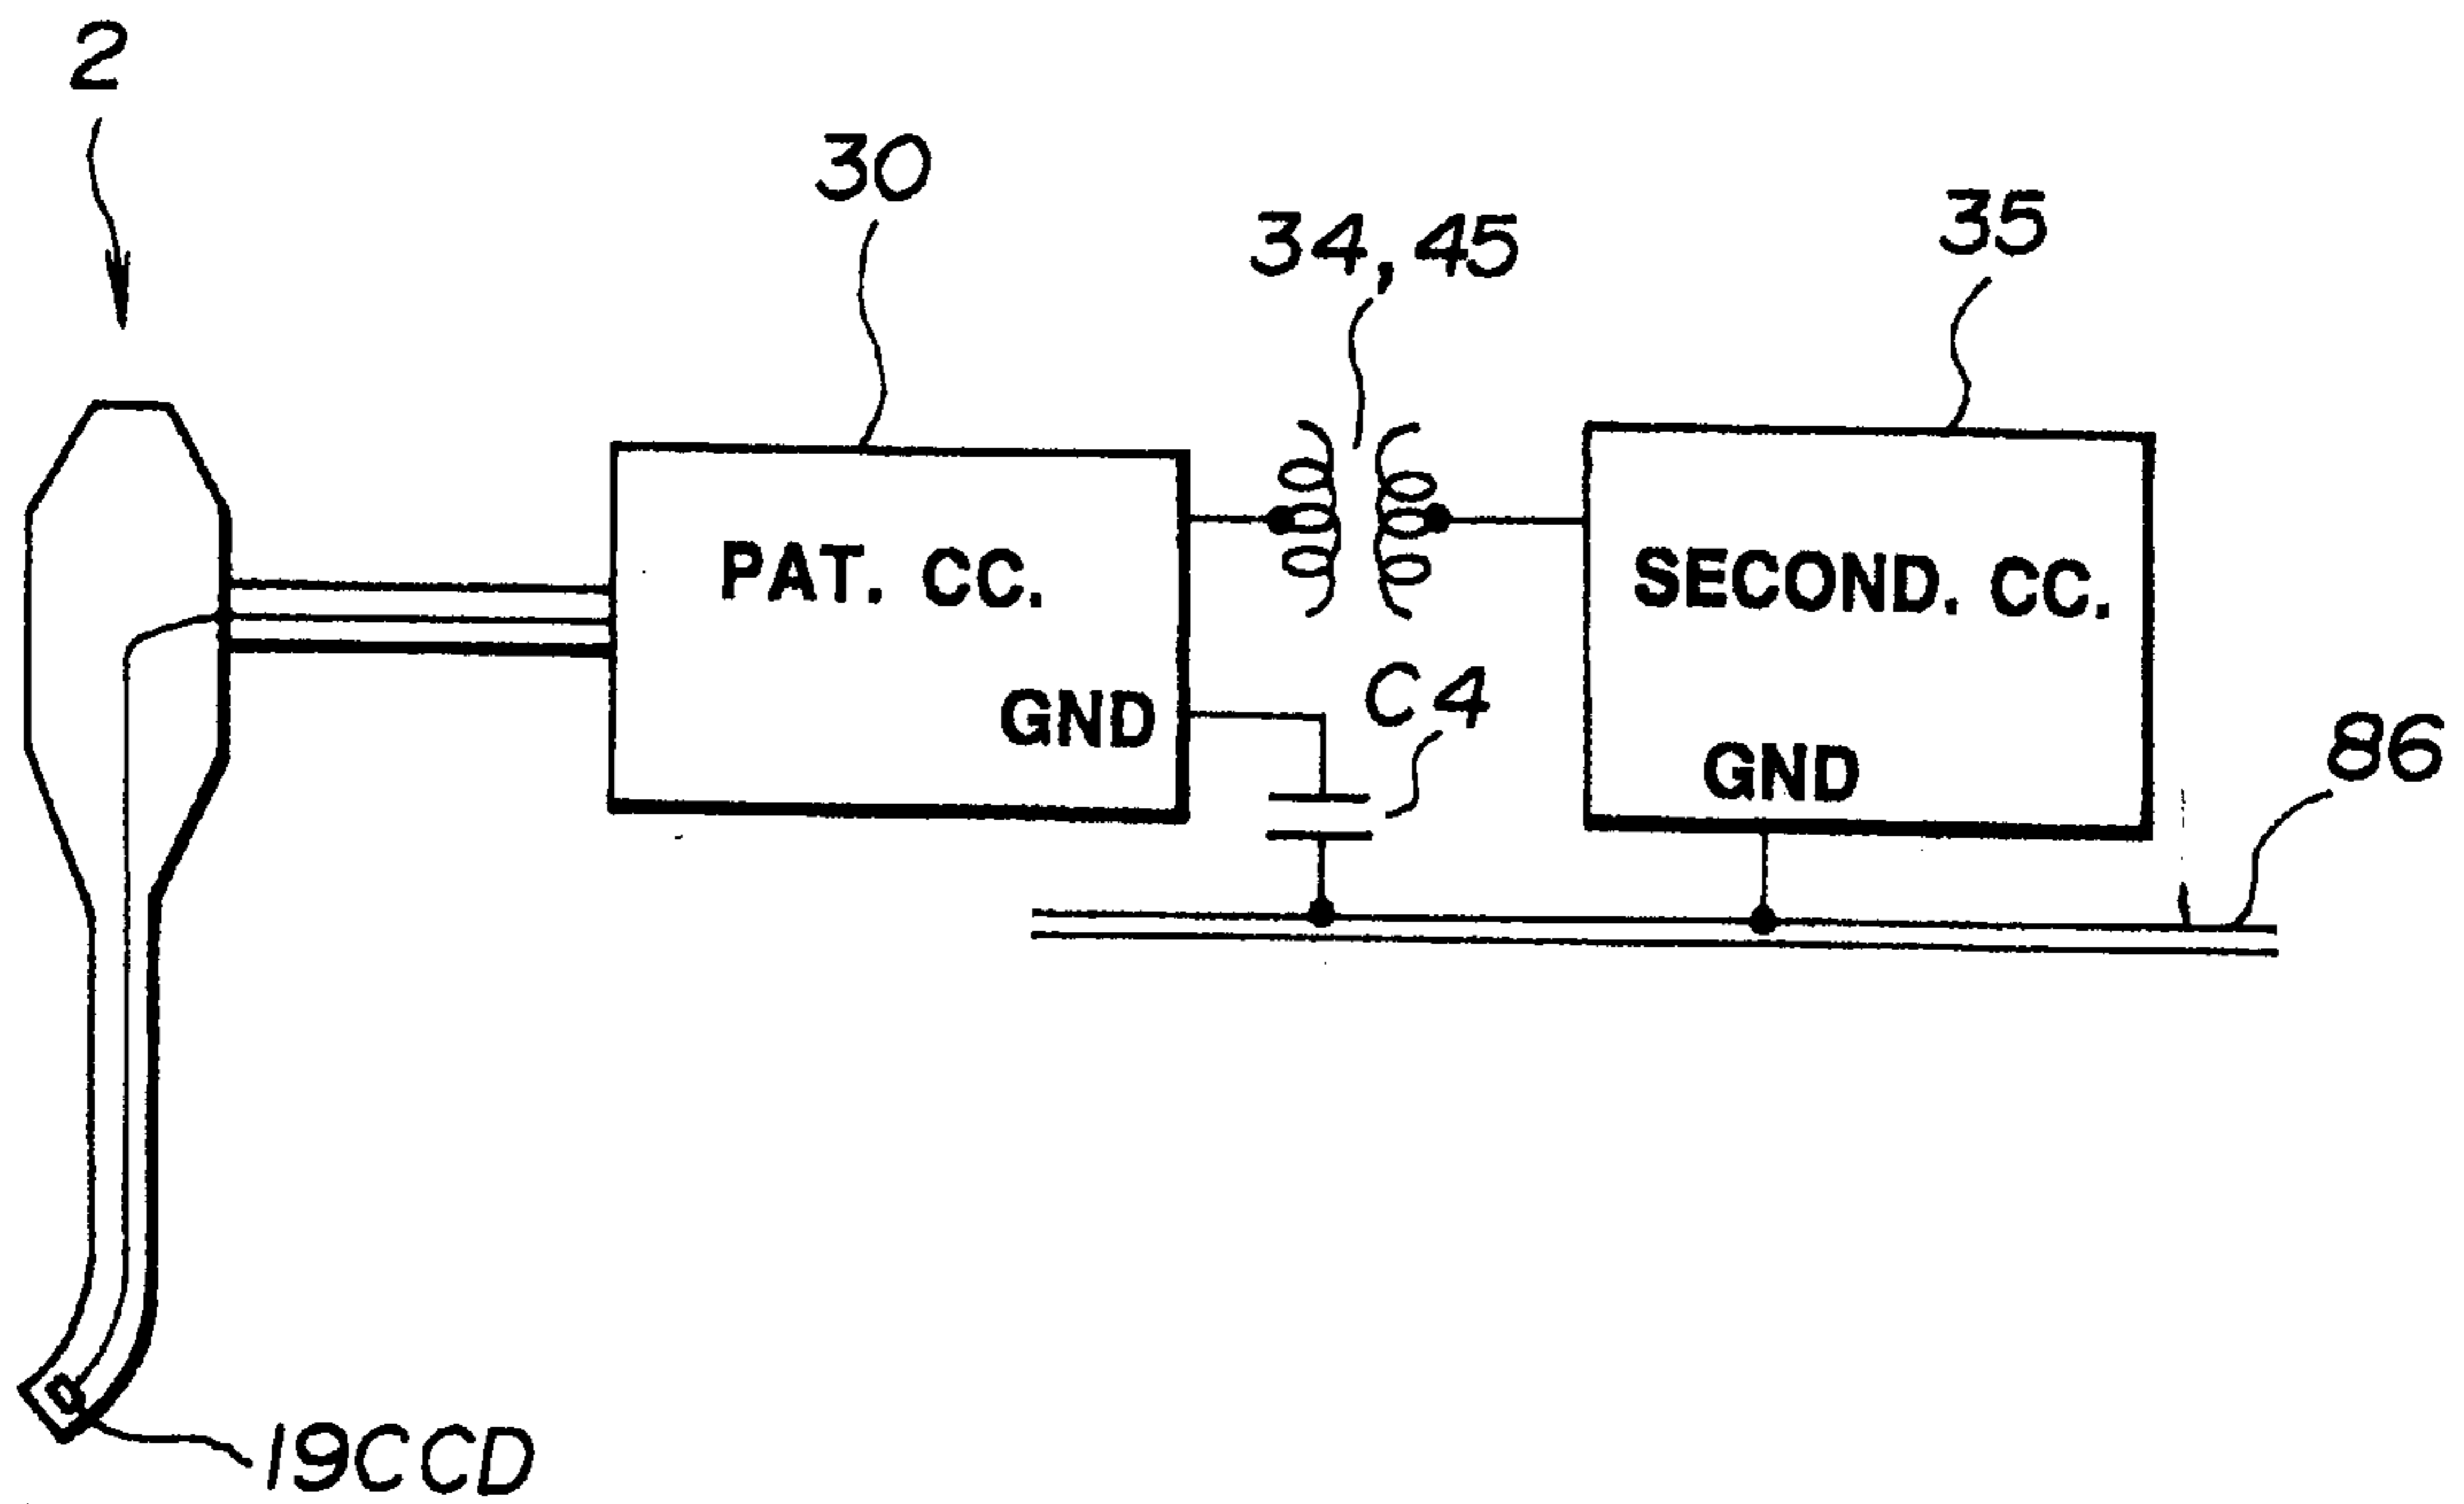 2
30
34,45
35
PAT. CC.
SECOND. CC.
GND
C4
GND
86
19CCD